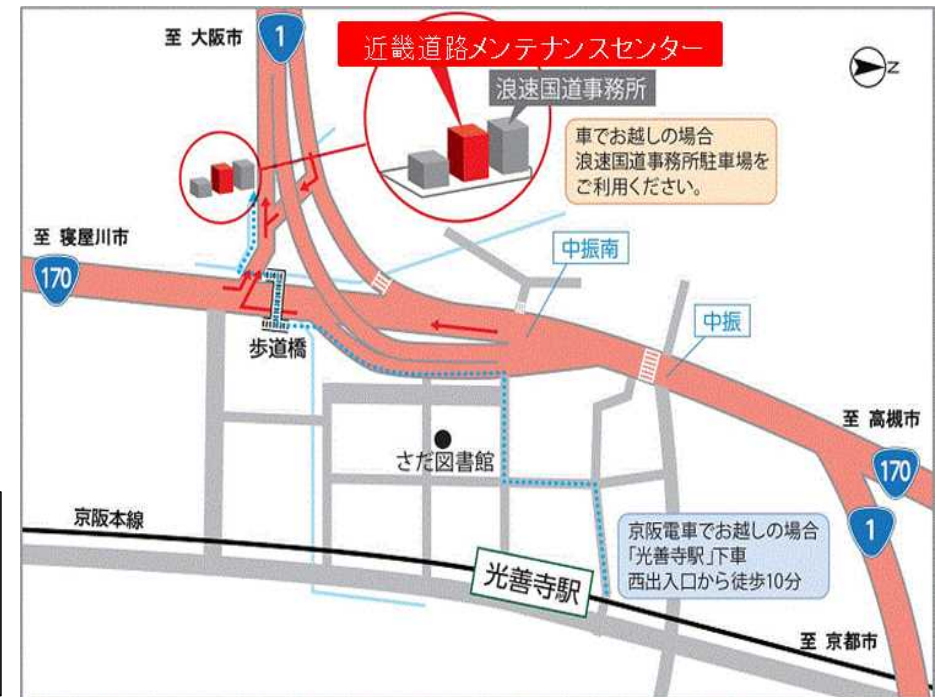 至 大阪市
1
近畿道路メンテナンスセンター
浪速国道事務所
N
車でお越しの場合
浪速国道事務所駐車場を
ご利用ください。
至 寝屋川市
170
中振南
中振
歩道橋
至 高槻市
170
さだ図書館
1
京阪本線
京阪電車でお越しの場合
「光善寺駅」下車
西出入口から徒歩10分
光善寺駅
至 京都市